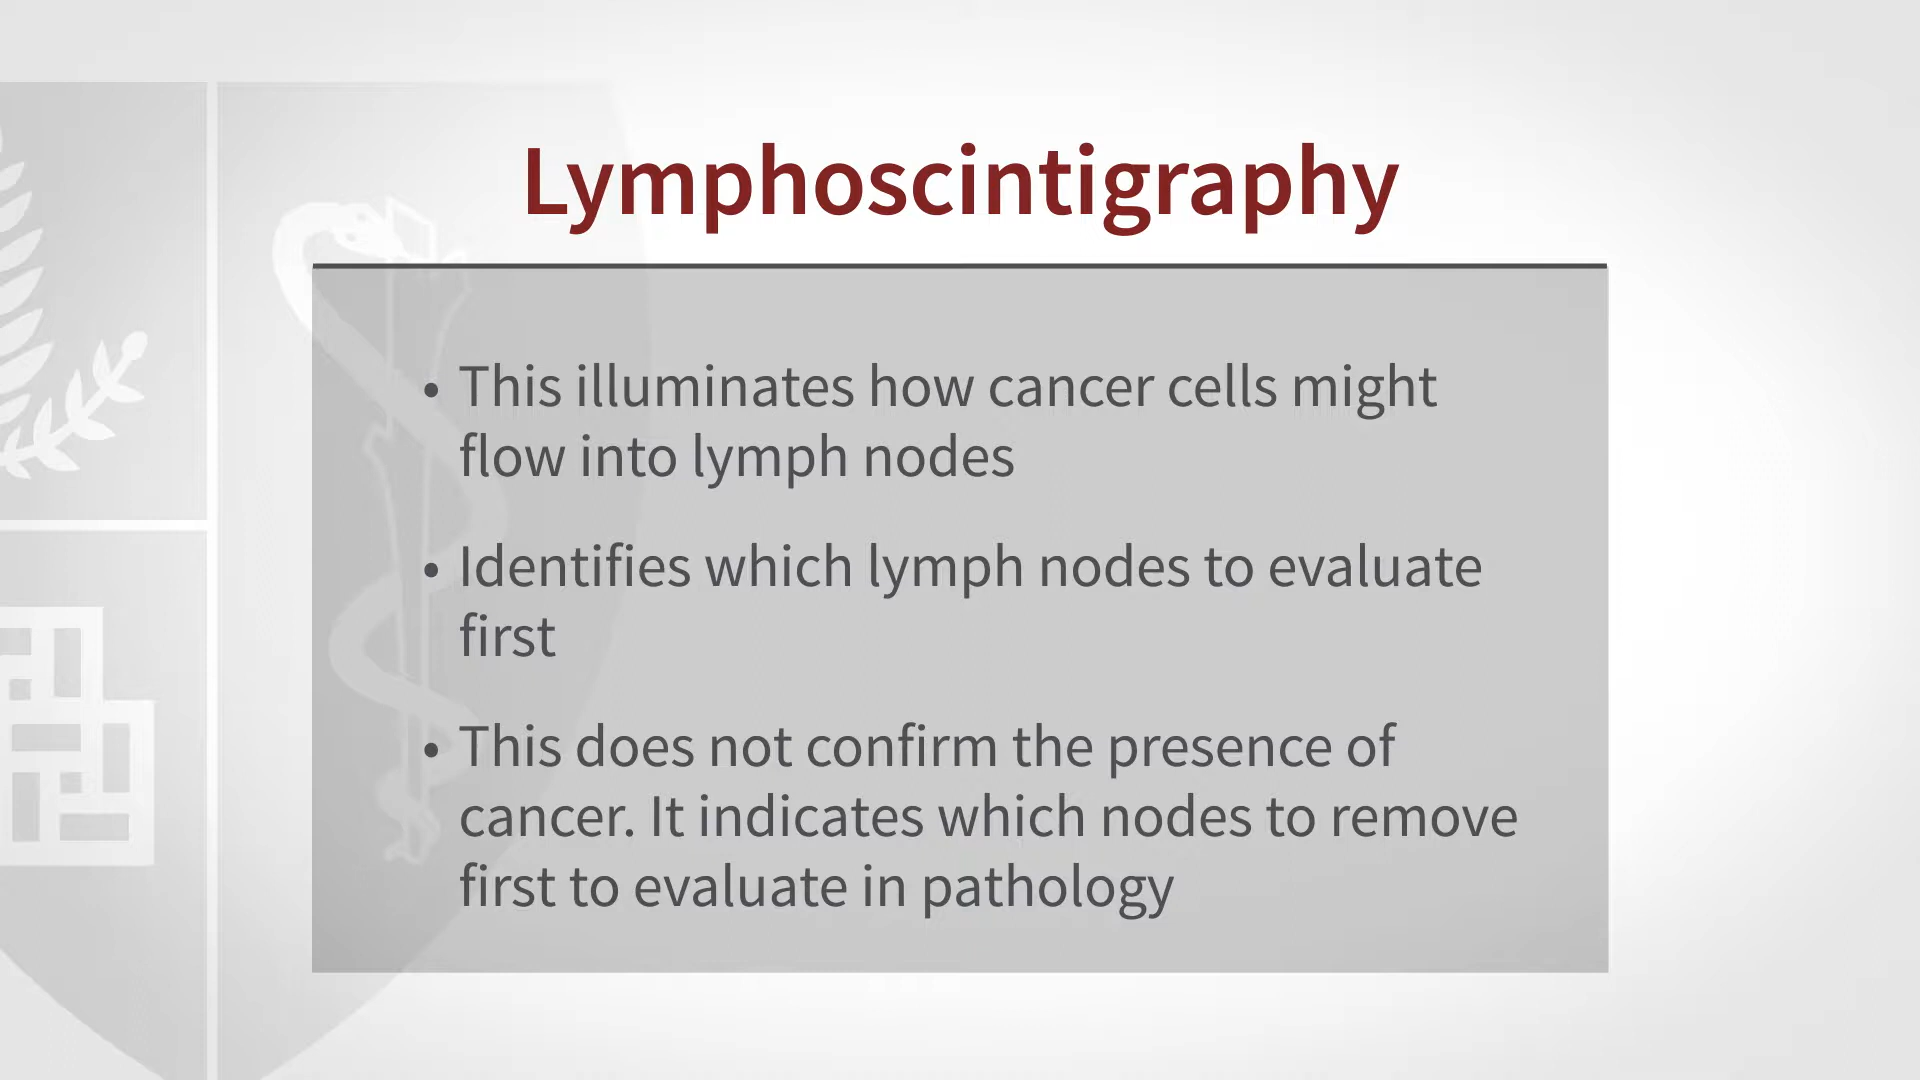 Lymphoscintigraphy
• This illuminates how cancer cells might
flow into lymph nodes
• Identifies which lymph nodes to evaluate
first
• This does not confirm the presence of
cancer. It indicates which nodes to remove
first to evaluate in pathology